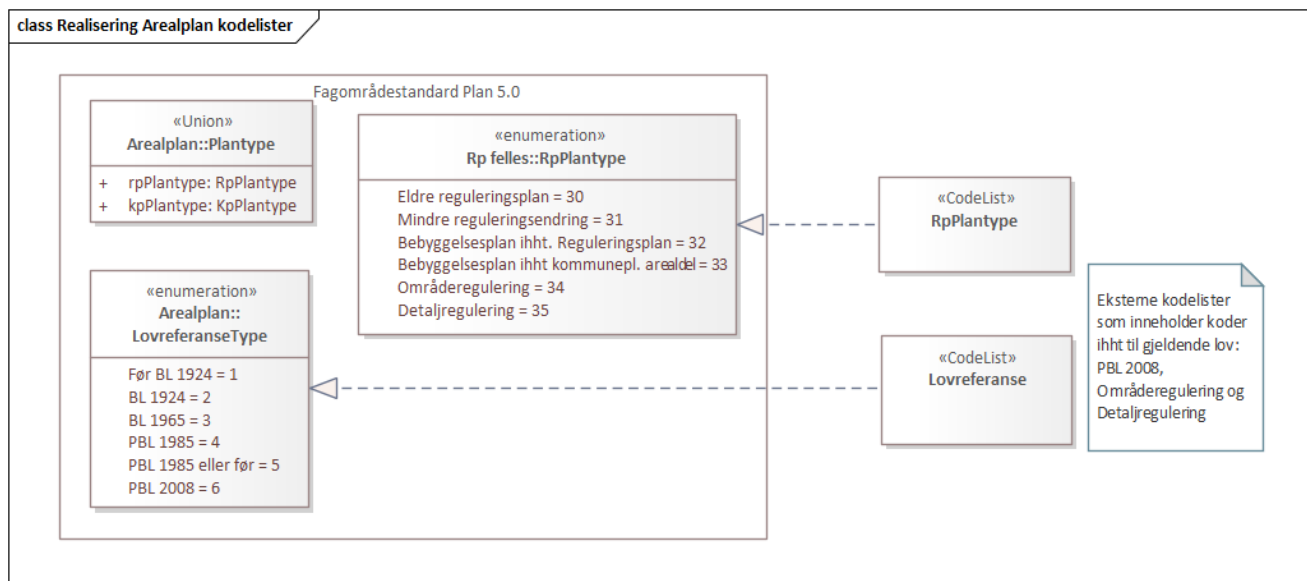 class Realisering Arealplan kodelister
Fagområdestandard Plan 5.0
«Union»
Arealplan::Plantype
+ rpPlantype: RpPlantype
+ kpPlantype: KpPlantype
«enumeration»
Rp felles::RpPlantype
Eldre reguleringsplan = 30
Mindre reguleringsendring = 31
Bebyggelsesplan ihht. Reguleringsplan = 32
Bebyggelsesplan ihht kommunepl. arealdel = 33
Områderegulering = 34
Detaljregulering = 35
«enumeration»
Arealplan::
LovreferanseType
Før BL 1924 = 1
BL 1924 = 2
BL 1965 = 3
PBL 1985 = 4
PBL 1985 eller før = 5
PBL 2008 = 6
«CodeList»
RpPlantype
«CodeList»
Lovreferanse
Eksterne kodelister
som inneholder koder
ihht til gjeldende lov:
PBL 2008,
Områderegulering og
Detaljregulering